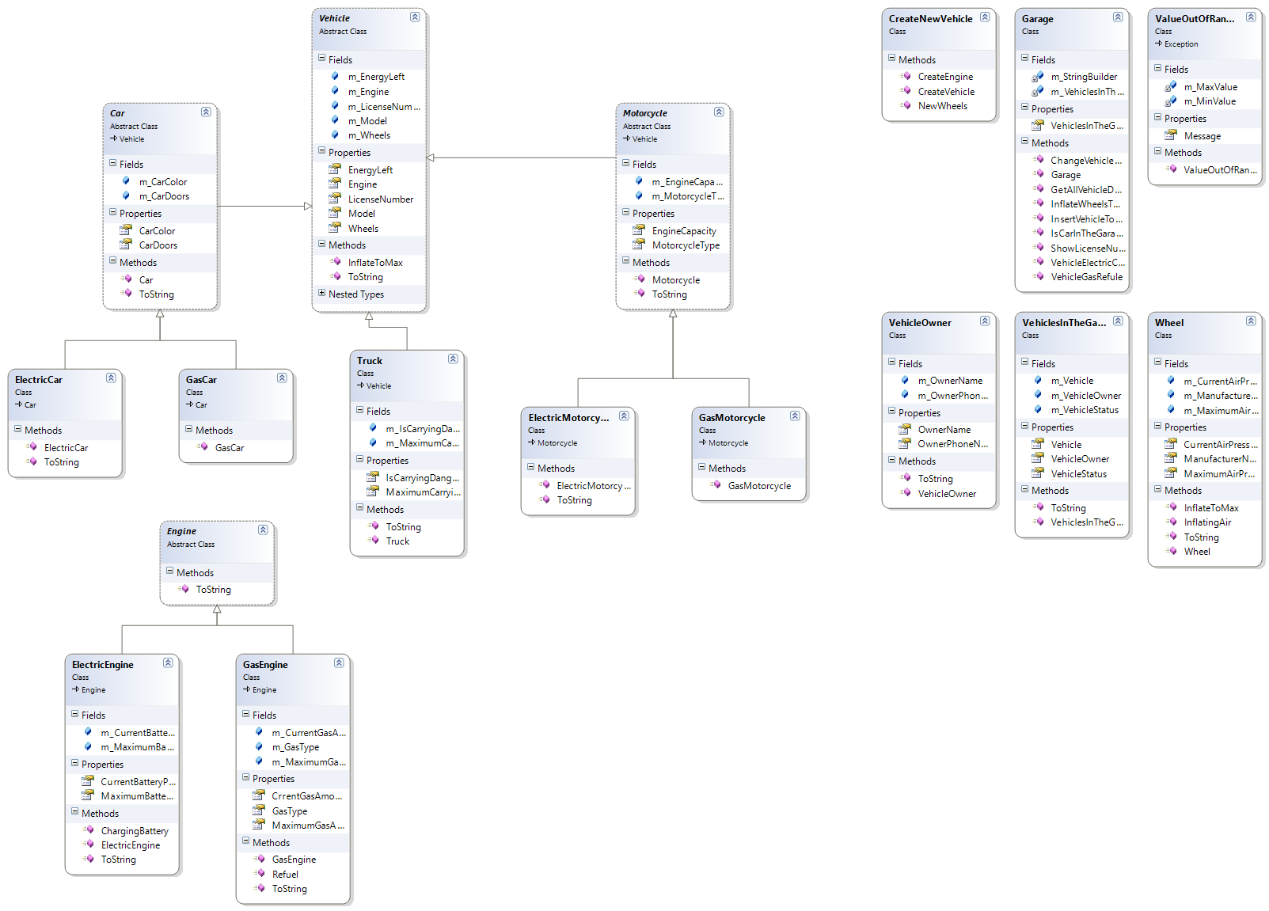 Vehicle
Abstract Class
Fields
m_EnergyLeft
m_Engine
m_LicenseNum...
m_Model
m_Wheels
Properties
EnergyLeft
Engine
LicenseNumber
Model
Wheels
Methods
InflateToMax
ToString
Nested Types
CreateNewVehicle
Class
Methods
CreateEngine
CreateVehicle
NewWheels
Garage
Class
Fields
m_StringBuilder
m_VehiclesInTh...
Properties
VehiclesInTheG...
Methods
ChangeVehicle...
Garage
GetAllVehicleD...
InflateWheelsT...
InsertVehicleTo...
IsCarInTheGara...
ShowLicenseNu...
VehicleElectricC...
VehicleGasRefule
ValueOutOfRan...
Class
Exception
Fields
m_MaxValue
m_MinValue
Properties
Message
Methods
ValueOutOfRan...
Car
Abstract Class
Vehicle
Fields
m_CarColor
m_CarDoors
Properties
CarColor
CarDoors
Methods
Car
ToString
Motorcycle
Abstract Class
Vehicle
Fields
m_EngineCapa...
m_MotorcycleT...
Properties
EngineCapacity
MotorcycleType
Methods
Motorcycle
ToString
VehicleOwner
Class
Fields
m_OwnerName
m_OwnerPhon...
Properties
OwnerName
OwnerPhoneN...
Methods
ToString
VehicleOwner
VehiclesInTheGa...
Class
Fields
m_Vehicle
m_VehicleOwner
m_VehicleStatus
Properties
Vehicle
VehicleOwner
VehicleStatus
Methods
ToString
VehiclesInTheG...
Wheel
Class
Fields
m_CurrentAirPr...
m_Manufacture...
m_MaximumAir...
Properties
CurrentAirPress...
ManufacturerN...
MaximumAirPr...
Methods
InflateToMax
InflatingAir
ToString
Wheel
ElectricCar
Class
Car
Methods
ElectricCar
ToString
GasCar
Class
Car
Methods
GasCar
Truck
Class
Vehicle
Fields
m_IsCarryingDa...
m_MaximumCa...
Properties
IsCarryingDang...
MaximumCarryi...
Methods
ToString
Truck
ElectricMotorcy...
Class
Motorcycle
Methods
ElectricMotorcy...
ToString
GasMotorcycle
Class
Motorcycle
Methods
GasMotorcycle
Engine
Abstract Class
Methods
ToString
ElectricEngine
Class
Engine
Fields
m_CurrentBatte...
m_MaximumBa...
Properties
CurrentBatteryP...
MaximumBatte...
Methods
ChargingBattery
ElectricEngine
ToString
GasEngine
Class
Engine
Fields
m_CurrentGasA...
m_GasType
m_MaximumGa...
Properties
CrrentGasAmo...
GasType
MaximumGasA...
Methods
GasEngine
Refuel
ToString